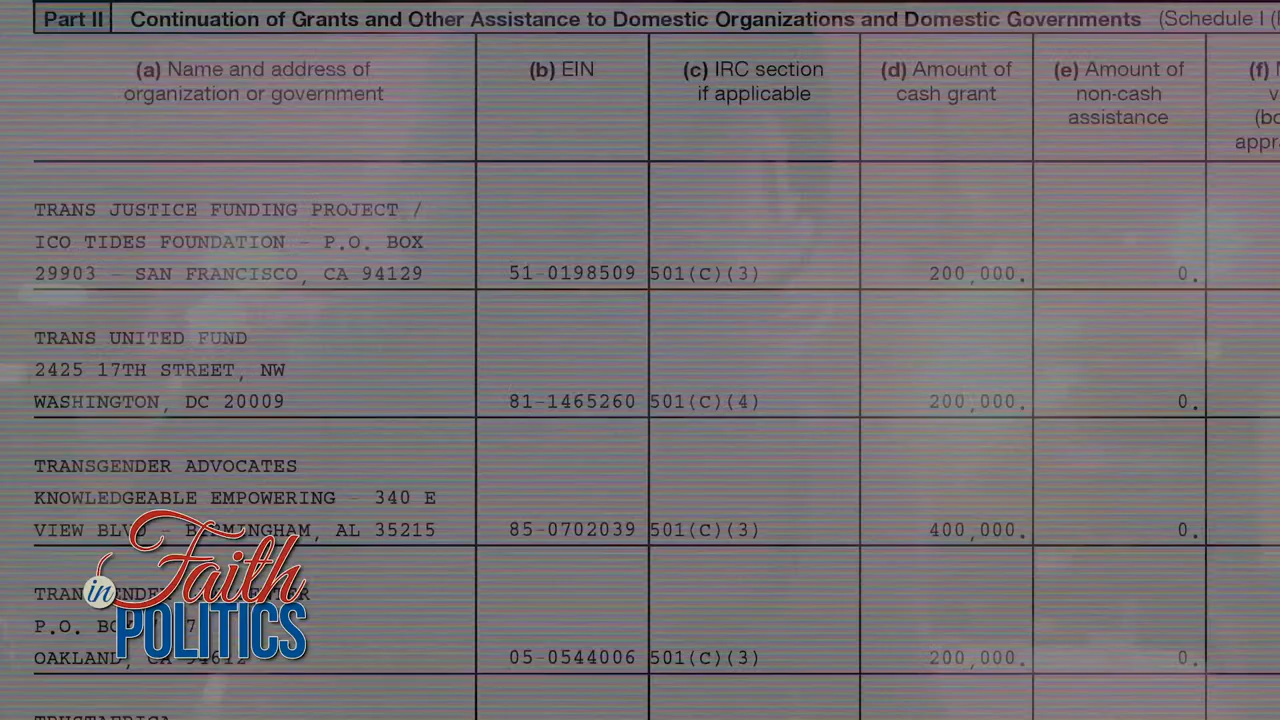 Part II Continuation of Grants and Other Assistance to Domestic Organizations and Domestic Governments (Schedule I (
(a) Name and address of
organization or government
(b) EIN
(c) IRC section
if applicable
(d) Amount of
cash grant
(e) Amount of
non-cash
assistance
(f)
TRANS JUSTICE FUNDING PROJECT /
ICO TIDES FOUNDATION - P.O. BOX
29903 - SAN FRANCISCO, CA 94129 51-0198509 501(C)(3) 200,000. 0.
TRANS UNITED FUND
2425 17TH STREET, NW
WASHINGTON, DC 20009 81-1465260 501(C)(4) 200,000. 0.
TRANSGENDER ADVOCATES
KNOWLEDGEABLE EMPOWERING - 340 E
VIEW BLVD - BIRMINGHAM, AL 35215 85-0702039 501(C)(3) 400,000. 0.
P.O.
OAKLAND, CA 94612 05-0544006 501(C)(3) 200,000. 0.
Faith
in
POLITICS